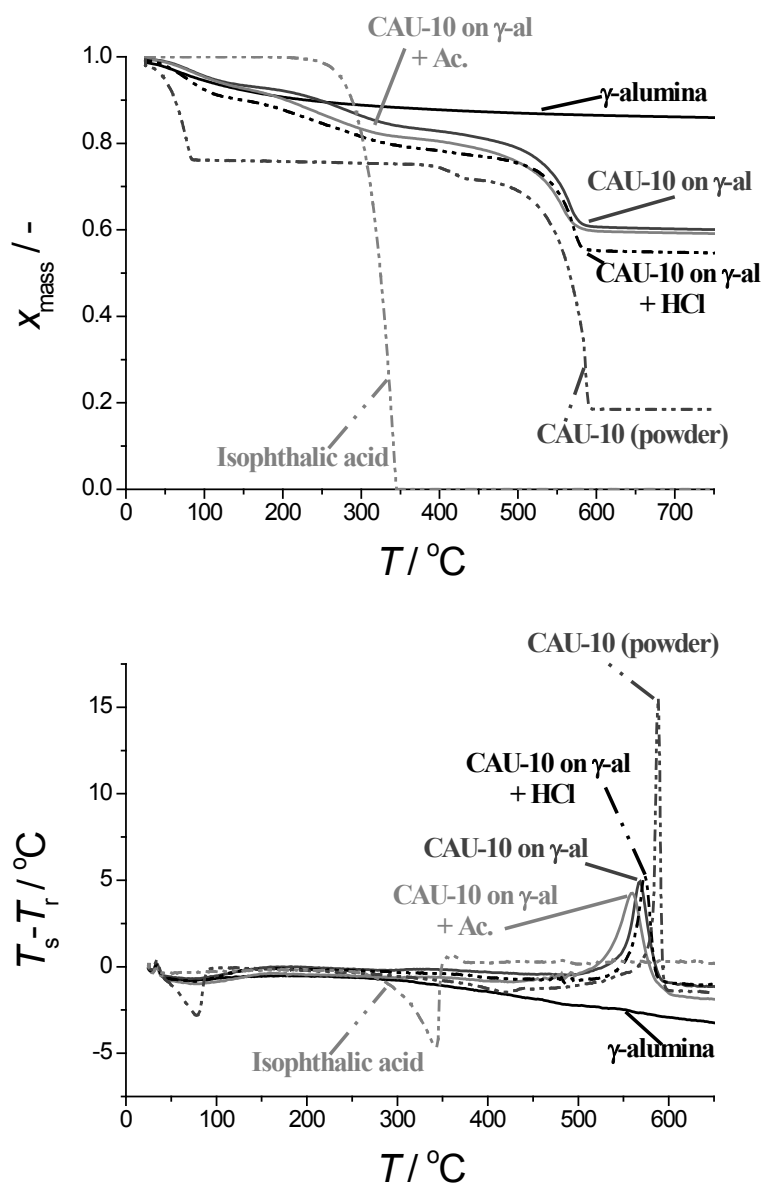 CAU-10 on γ-al
+ Ac.
γ-alumina
CAU-10 on γ-al
CAU-10 on γ-al
+ HCl
CAU-10 (powder)
Isophthalic acid
x_mass / -
1.0
0.8
0.6
0.4
0.2
0.0
0 100 200 300 400 500 600 700
T / °C
CAU-10 (powder)
CAU-10 on γ-al
+ HCl
CAU-10 on γ-al
CAU-10 on γ-al
+ Ac.
Isophthalic acid
γ-alumina
T_s-T_r / °C
15
10
5
0
-5
0 100 200 300 400 500 600
T / °C